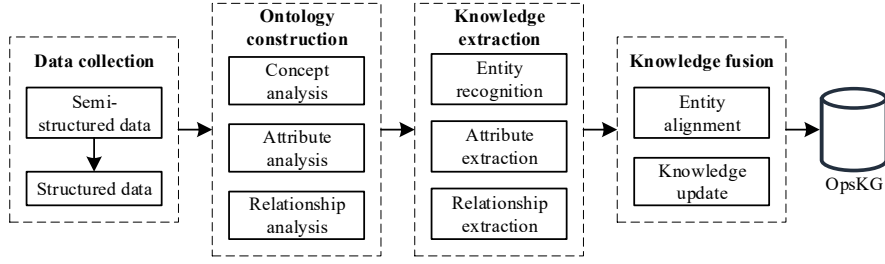 Data collection
Semi-
structured data
Structured data
Ontology
construction
Concept
analysis
Attribute
analysis
Relationship
analysis
Knowledge
extraction
Entity
recognition
Attribute
extraction
Relationship
extraction
Knowledge fusion
Entity
alignment
Knowledge
update
OpsKG